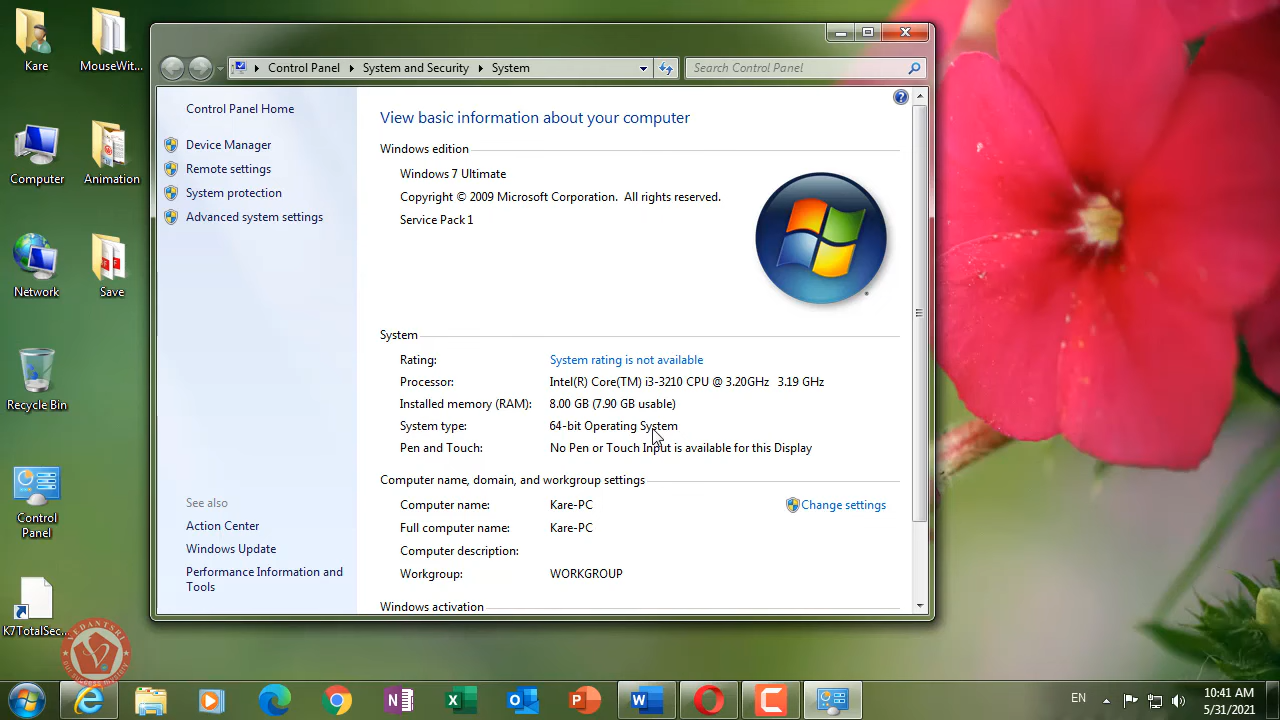 Kare
MouseWit...
Computer
Animation
Network
Save
Recycle Bin
Control
Panel
K7TotalSec...
VEDANTSRI
Control Panel
System and Security
System
Search Control Panel
Control Panel Home
Device Manager
Remote settings
System protection
Advanced system settings
See also
Action Center
Windows Update
Performance Information and
Tools
View basic information about your computer
Windows edition
Windows 7 Ultimate
Copyright © 2009 Microsoft Corporation.  All rights reserved.
Service Pack 1
System
Rating: System rating is not available
Processor: Intel(R) Core(TM) i3-3210 CPU @ 3.20GHz   3.19 GHz
Installed memory (RAM): 8.00 GB (7.90 GB usable)
System type: 64-bit Operating System
Pen and Touch: No Pen or Touch Input is available for this Display
Computer name, domain, and workgroup settings
Computer name: Kare-PC
Change settings
Full computer name: Kare-PC
Computer description:
Workgroup: WORKGROUP
Windows activation
EN
10:41 AM
5/31/2021